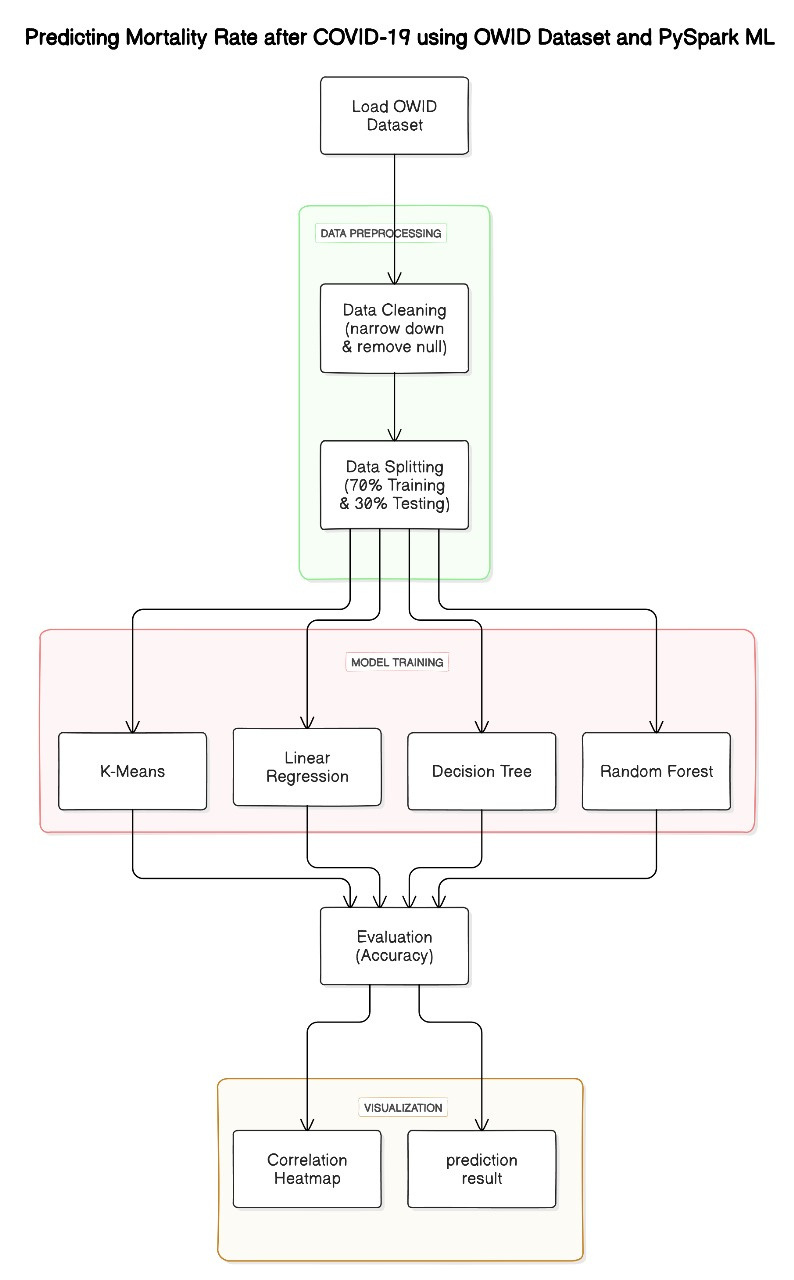 Predicting Mortality Rate after COVID-19 using OWID Dataset and PySpark ML
Load OWID
Dataset
DATA PREPROCESSING
Data Cleaning
(narrow down
& remove null)
Data Splitting
(70% Training
& 30% Testing)
MODEL TRAINING
K-Means
Linear
Regression
Decision Tree
Random Forest
Evaluation
(Accuracy)
VISUALIZATION
Correlation
Heatmap
prediction
result